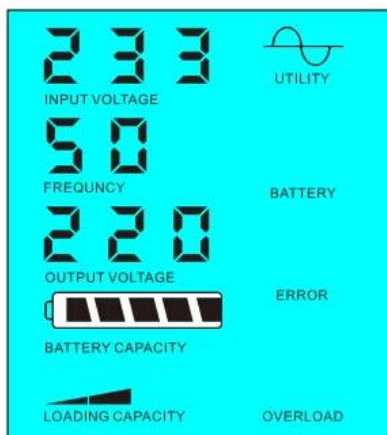 233
UTILITY
INPUT VOLTAGE
50
FREQUNCY
BATTERY
220
OUTPUT VOLTAGE
ERROR
BATTERY CAPACITY
LOADING CAPACITY
OVERLOAD